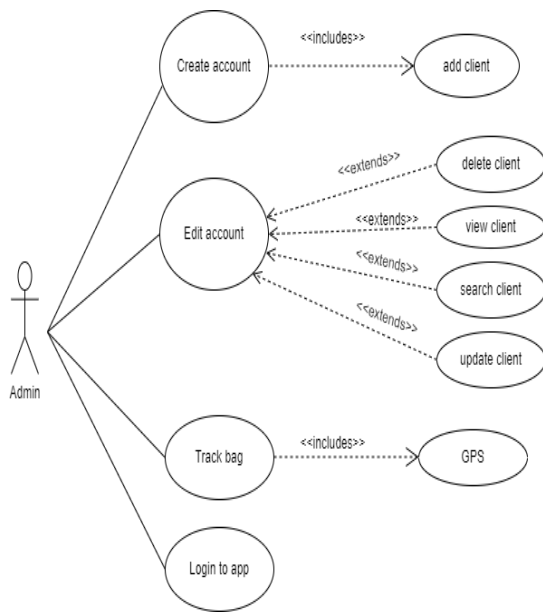 <<includes>>
Create account
add client
<<extends>>
delete client
<<extends>>
view client
Edit account
<<extends>>
search client
<<extends>>
update client
Admin
<<includes>>
Track bag
GPS
Login to app